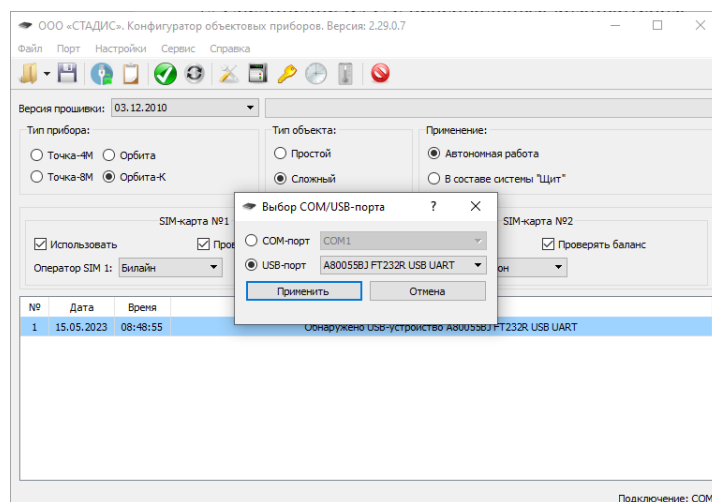 ООО «СТАДИС». Конфигуратор объектовых приборов. Версия: 2.29.0.7
Файл Порт Настройки Сервис Справка
Версия прошивки: 03.12.2010
Тип прибора: Тип объекта: Применение:
Точка-4М Орбита Простой Автономная работа
Точка-8М Орбита-К Сложный В составе системы "Щит"
Выбор COM/USB-порта ?
SIM-карта №1 SIM-карта №2
COM-порт COM1
Использовать Пров Проверять баланс
USB-порт A80055BJ FT232R USB UART
Оператор SIM 1: Билайн он
Применить Отмена
№ Дата Время
1 15.05.2023 08:48:55 Обнаружено USB-устройство A80055BJ FT232R USB UART
Подключение: COM